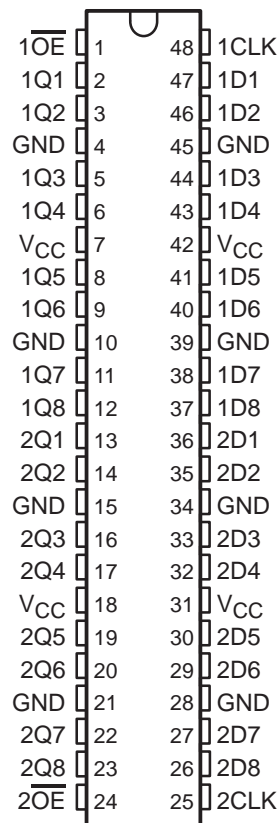 1O̅E̅ 1 48 1CLK
1Q1 2 47 1D1
1Q2 3 46 1D2
GND 4 45 GND
1Q3 5 44 1D3
1Q4 6 43 1D4
VCC 7 42 VCC
1Q5 8 41 1D5
1Q6 9 40 1D6
GND 10 39 GND
1Q7 11 38 1D7
1Q8 12 37 1D8
2Q1 13 36 2D1
2Q2 14 35 2D2
GND 15 34 GND
2Q3 16 33 2D3
2Q4 17 32 2D4
VCC 18 31 VCC
2Q5 19 30 2D5
2Q6 20 29 2D6
GND 21 28 GND
2Q7 22 27 2D7
2Q8 23 26 2D8
2O̅E̅ 24 25 2CLK